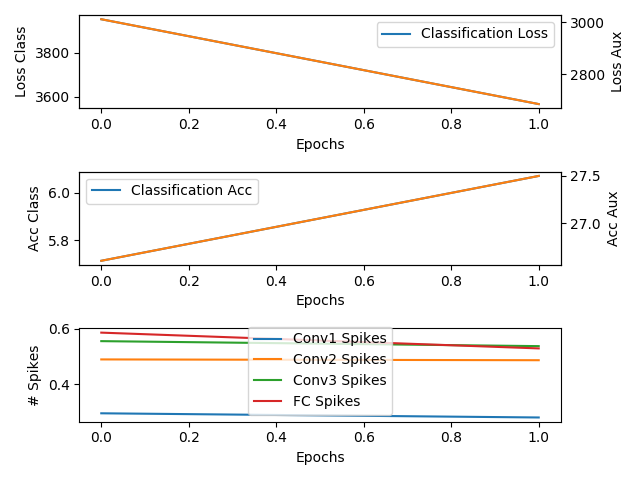 Loss Class
3800
3600
Classification Loss
3000
2800
Loss Aux
0.0 0.2 0.4 0.6 0.8 1.0
Epochs
Acc Class
6.0
5.8
Classification Acc
27.5
27.0
Acc Aux
0.0 0.2 0.4 0.6 0.8 1.0
Epochs
# Spikes
0.6
0.4
Conv1 Spikes
Conv2 Spikes
Conv3 Spikes
FC Spikes
0.0 0.2 0.4 0.6 0.8 1.0
Epochs